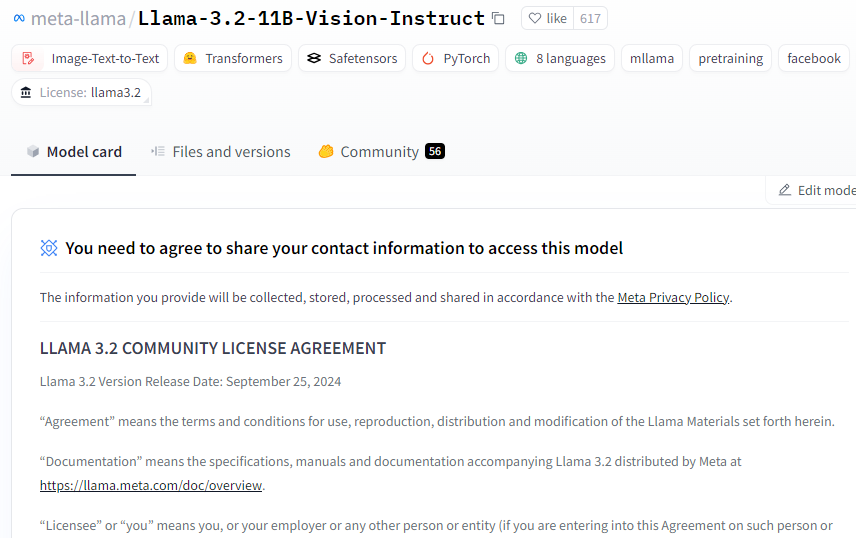 meta-llama/Llama-3.2-11B-Vision-Instruct like 617
Image-Text-to-Text Transformers Safetensors PyTorch 8 languages mllama pretraining facebook
License: llama3.2
Model card Files and versions Community 56
Edit mode
You need to agree to share your contact information to access this model
The information you provide will be collected, stored, processed and shared in accordance with the Meta Privacy Policy.
LLAMA 3.2 COMMUNITY LICENSE AGREEMENT
Llama 3.2 Version Release Date: September 25, 2024
“Agreement” means the terms and conditions for use, reproduction, distribution and modification of the Llama Materials set forth herein.
“Documentation” means the specifications, manuals and documentation accompanying Llama 3.2 distributed by Meta at
https://llama.meta.com/doc/overview.
“Licensee” or “you” means you, or your employer or any other person or entity (if you are entering into this Agreement on such person or